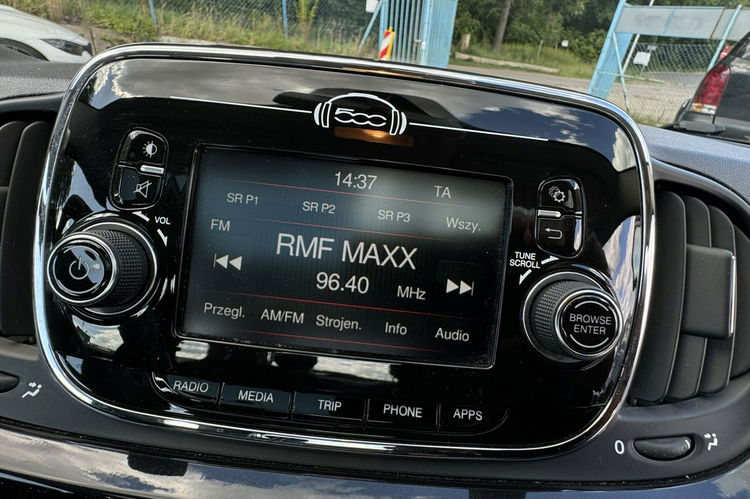 500
14:37 TA
SR P1 SR P2 SR P3 Wszy.
FM
RMF MAXX
96.40 MHz
Przegl. AM/FM Strojen. Info Audio
VOL
TUNE
SCROLL
BROWSE
ENTER
RADIO MEDIA TRIP PHONE APPS
0